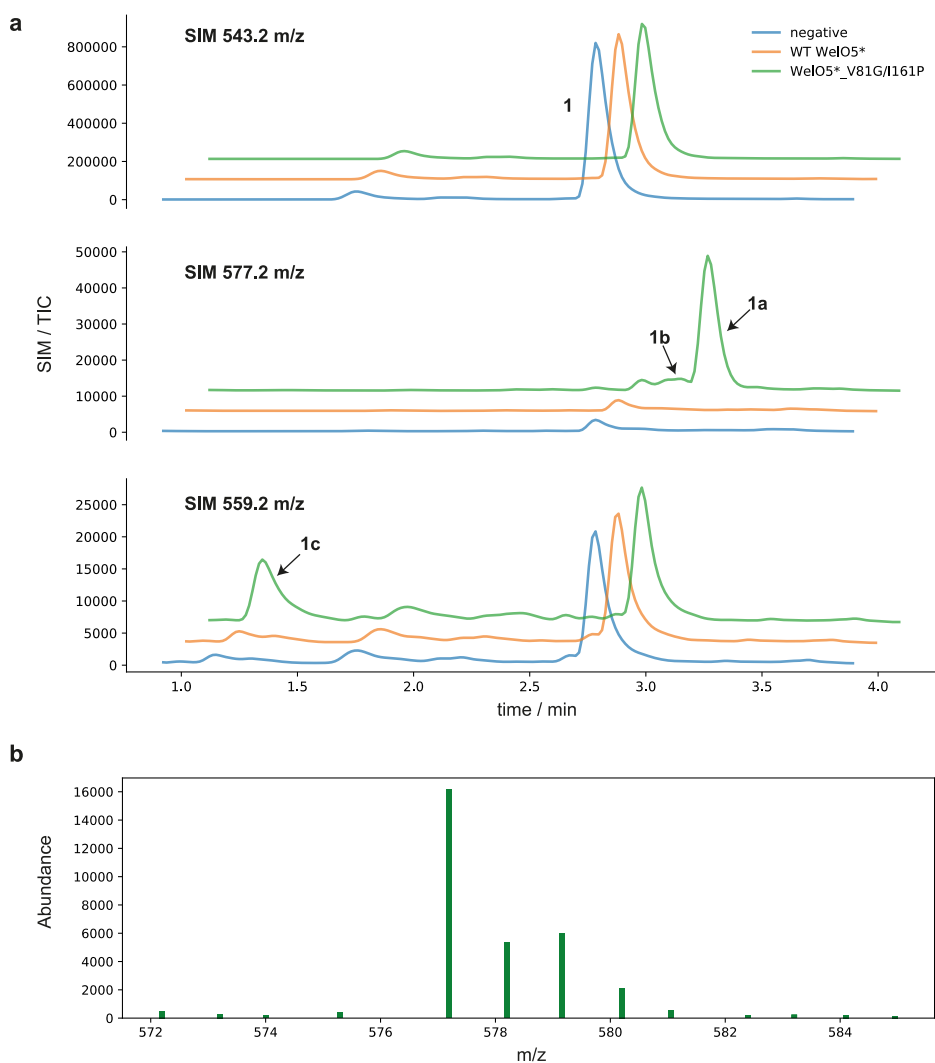 a
SIM 543.2 m/z
negative
WT WelO5*
WelO5*_V81G/I161P
1
800000
600000
400000
200000
0
SIM 577.2 m/z
1a
1b
50000
40000
30000
20000
10000
0
SIM / TIC
SIM 559.2 m/z
1c
25000
20000
15000
10000
5000
0
1.0 1.5 2.0 2.5 3.0 3.5 4.0
time / min
b
16000
14000
12000
10000
8000
6000
4000
2000
0
Abundance
572 574 576 578 580 582 584
m/z